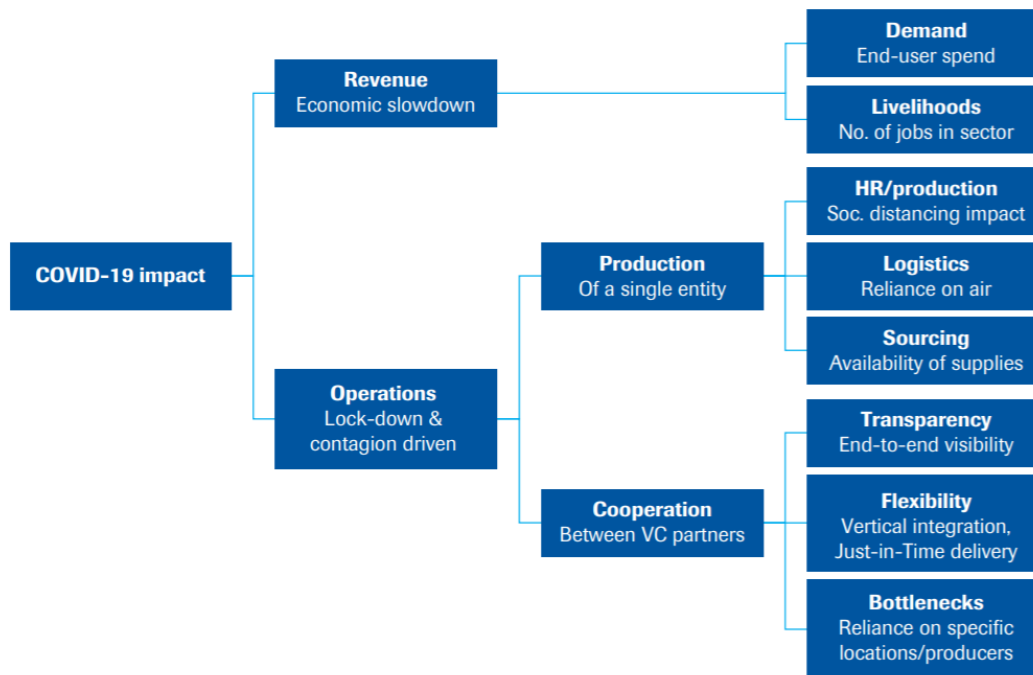 COVID-19 impact
Revenue
Economic slowdown
Operations
Lock-down &
contagion driven
Production
Of a single entity
Cooperation
Between VC partners
Demand
End-user spend
Livelihoods
No. of jobs in sector
HR/production
Soc. distancing impact
Logistics
Reliance on air
Sourcing
Availability of supplies
Transparency
End-to-end visibility
Flexibility
Vertical integration,
Just-in-Time delivery
Bottlenecks
Reliance on specific
locations/producers